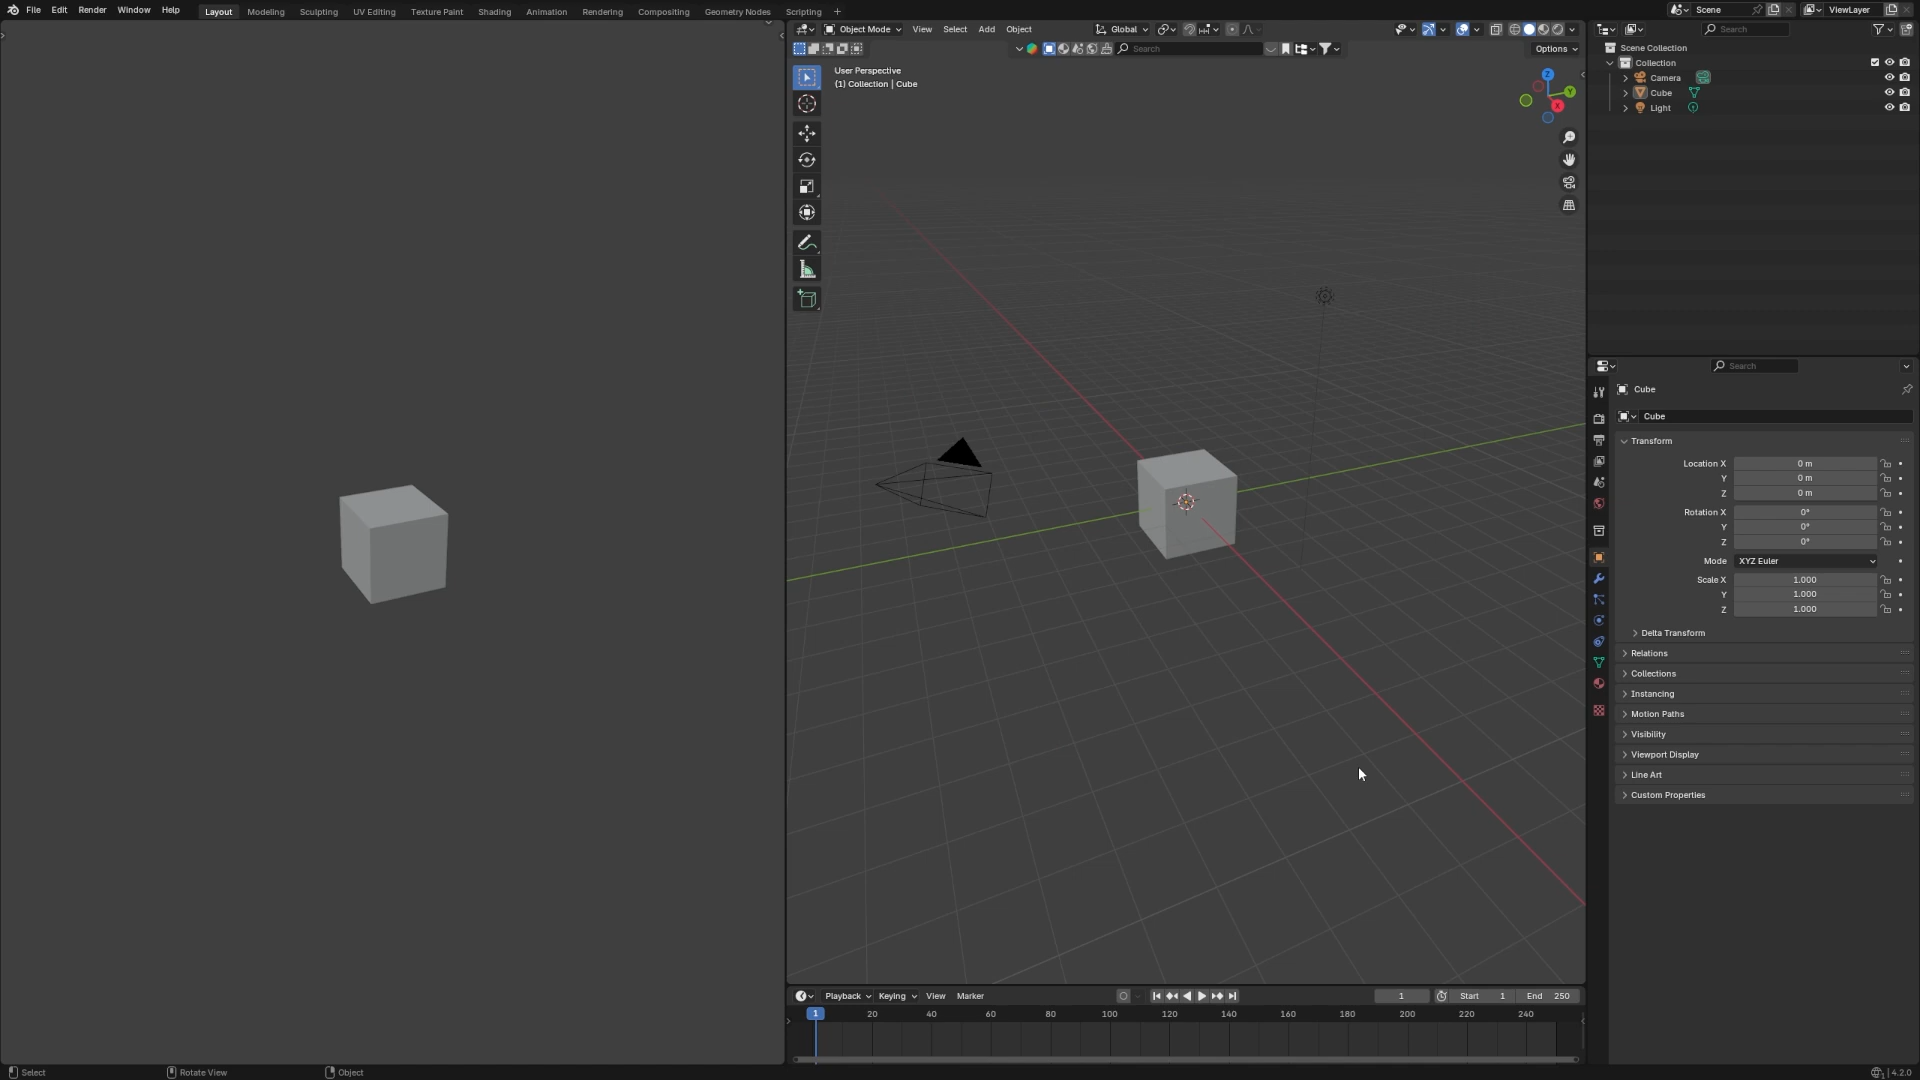 File Edit Render Window Help Layout Modeling Sculpting UV Editing Texture Paint Shading Animation Rendering Compositing Geometry Nodes Scripting + Scene ViewLayer
Object Mode View Select Add Object Global
Search Options
User Perspective
(1) Collection | Cube
Z
Y
X
Search
Scene Collection
Collection
Camera
Cube
Light
Search
Cube
Cube
Transform
Location X 0 m
Y 0 m
Z 0 m
Rotation X 0°
Y 0°
Z 0°
Mode XYZ Euler
Scale X 1.000
Y 1.000
Z 1.000
Delta Transform
Relations
Collections
Instancing
Motion Paths
Visibility
Viewport Display
Line Art
Custom Properties
Playback Keying View Marker 1 Start 1 End 250
1 20 40 60 80 100 120 140 160 180 200 220 240
Select Rotate View Object 4.2.0